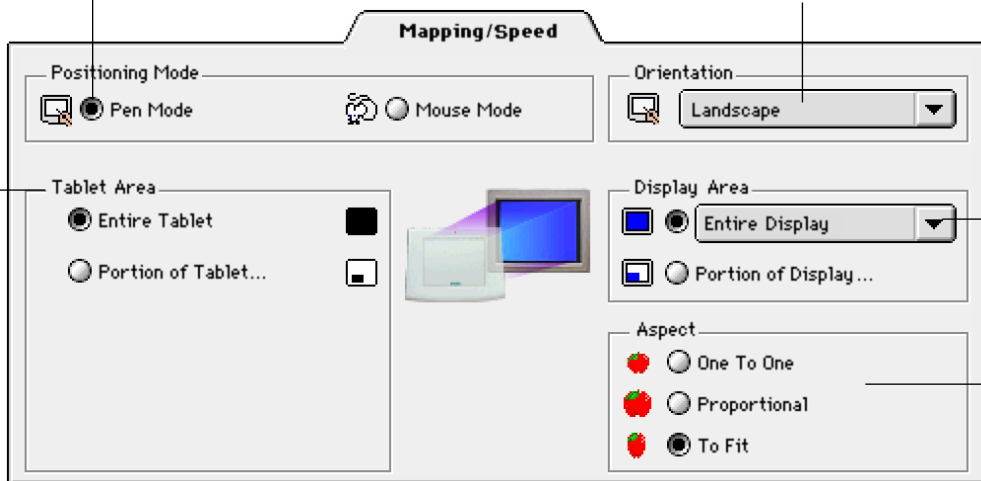 Mapping/Speed
Positioning Mode
Pen Mode
Mouse Mode
Orientation
Landscape
Tablet Area
Entire Tablet
Portion of Tablet...
Display Area
Entire Display
Portion of Display...
Aspect
One To One
Proportional
To Fit